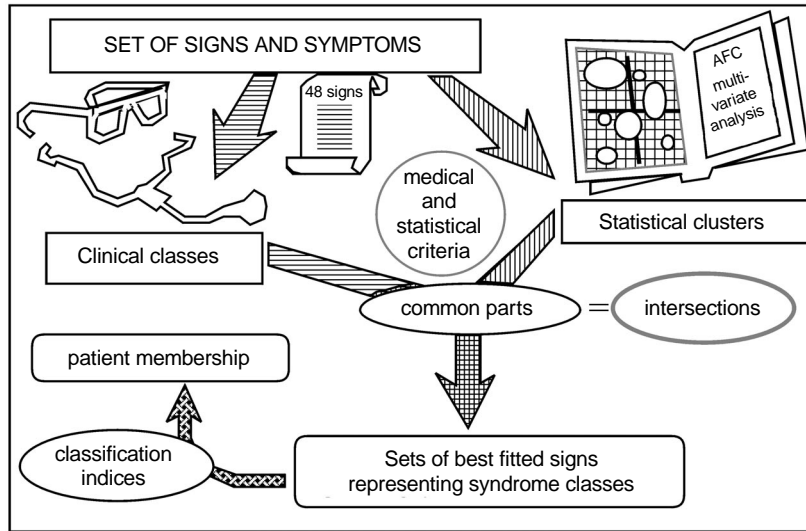 SET OF SIGNS AND SYMPTOMS
48 signs
AFC
multi-
variate
analysis
medical
and
statistical
criteria
Clinical classes
Statistical clusters
common parts
=
intersections
patient membership
classification
indices
Sets of best fitted signs
representing syndrome classes